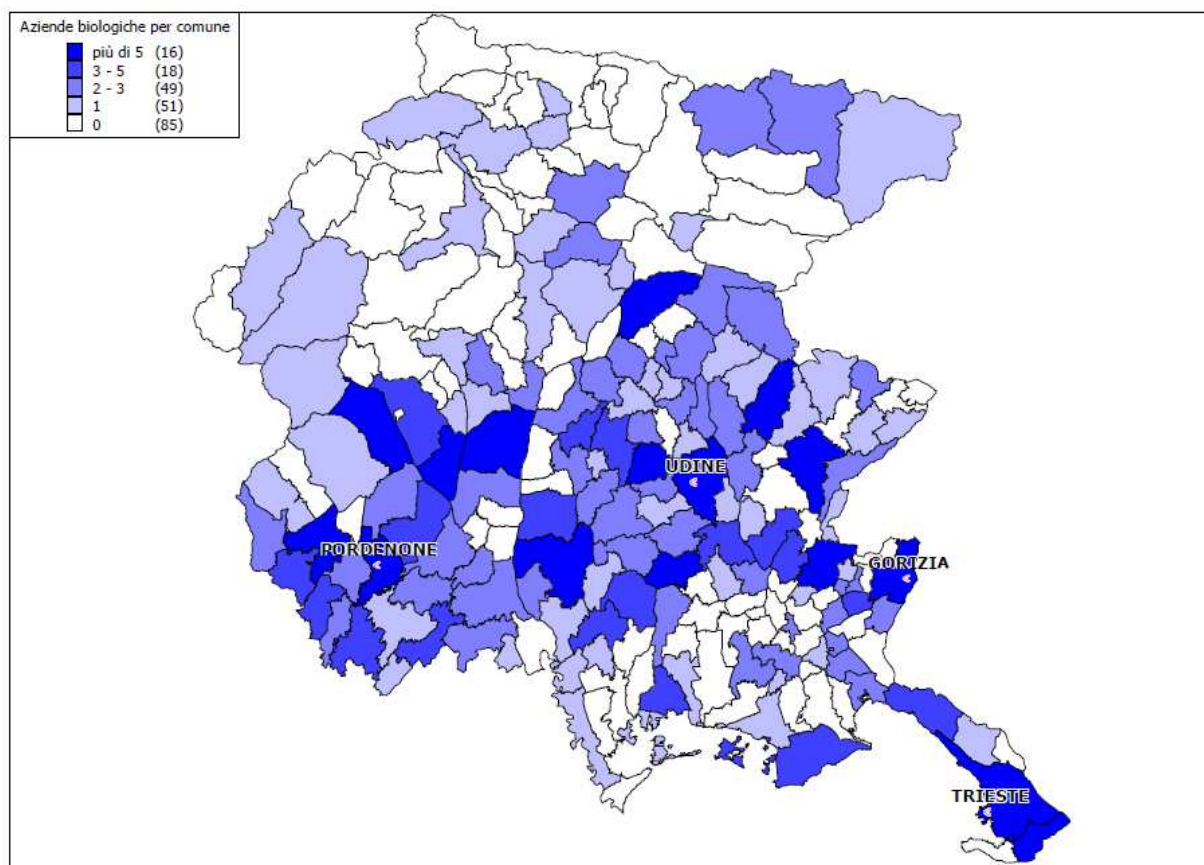 Aziende biologiche per comune
più di 5 (16)
3 - 5 (18)
2 - 3 (49)
1 (51)
0 (85)
UDINE
PORDENONE
GORIZIA
TRIESTE